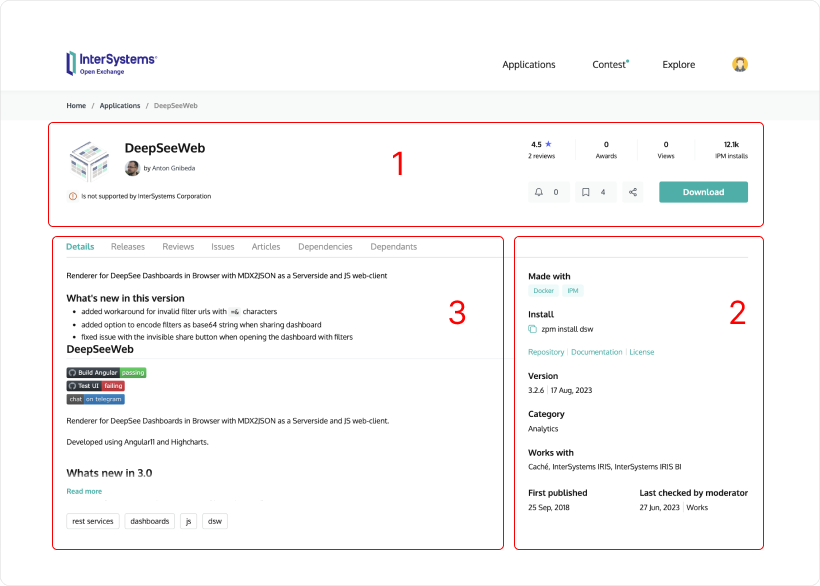 InterSystems®
Open Exchange
Applications Contest Explore
Home / Applications / DeepSeeWeb
1
DeepSeeWeb
by Anton Gnibeda
Is not supported by InterSystems Corporation
4.5 ★ 0 0 12.1k
2 reviews Awards Views IPM installs
0 4 Download
Details Releases Reviews Issues Articles Dependencies Dependants
3
Renderer for DeepSee Dashboards in Browser with MDX2JSON as a Serverside and JS web-client
What's new in this version
• added workaround for invalid filter urls with =& characters
• added option to encode filters as base64 string when sharing dashboard
• fixed issue with the invisible share button when opening the dashboard with filters
DeepSeeWeb
Build Angular passing
Test UI failing
chat on telegram
Renderer for DeepSee Dashboards in Browser with MDX2JSON as a Serverside and JS web-client.
Developed using Angular11 and Highcharts.
Whats new in 3.0
Read more
rest services dashboards js dsw
2
Made with
Docker IPM
Install
zpm install dsw
Repository | Documentation | License
Version
3.2.6 | 17 Aug, 2023
Category
Analytics
Works with
Caché, InterSystems IRIS, InterSystems IRIS BI
First published Last checked by moderator
25 Sep, 2018 27 Jun, 2023 | Works